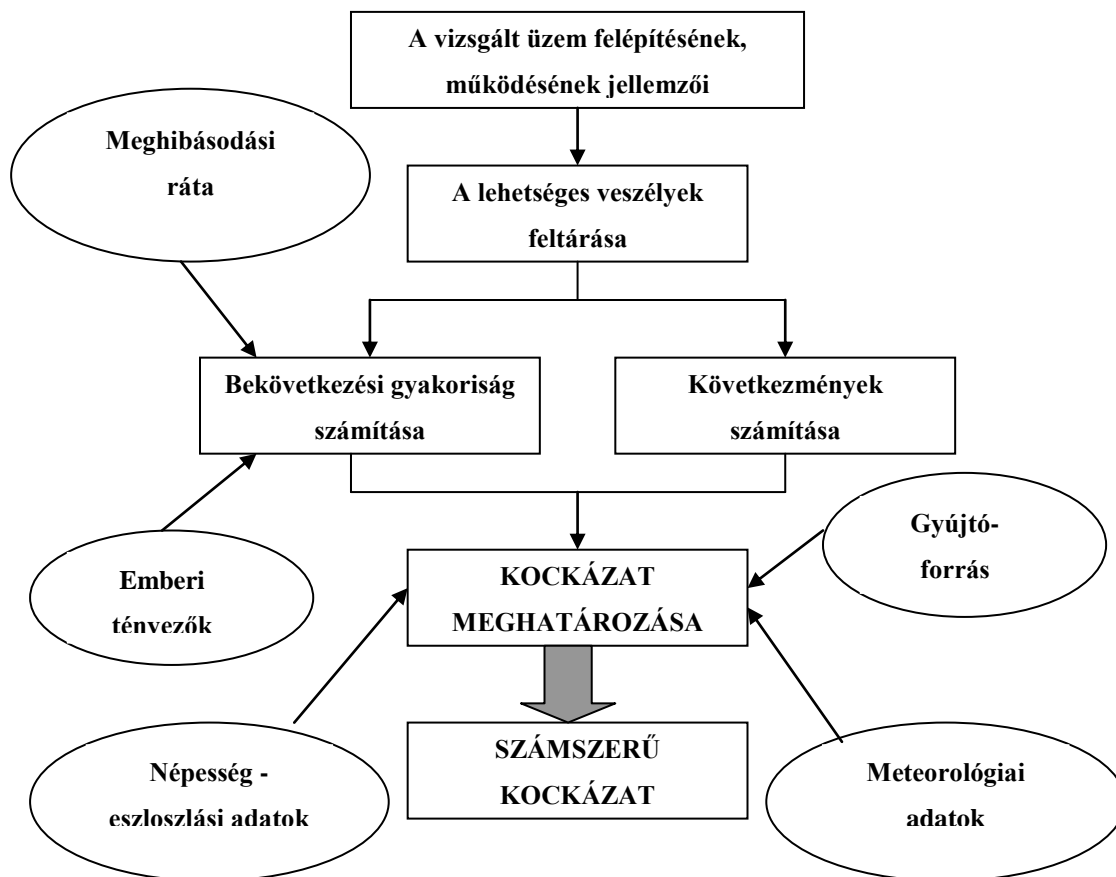 A vizsgált üzem felépítésének,
működésének jellemzői
Meghibásodási
ráta
A lehetséges veszélyek
feltárása
Bekövetkezési gyakoriság
számítása
Következmények
számítása
Gyújtó-
forrás
Emberi
tényezők
KOCKÁZAT
MEGHATÁROZÁSA
Népesség -
eszloszlási adatok
SZÁMSZERŰ
KOCKÁZAT
Meteorológiai
adatok